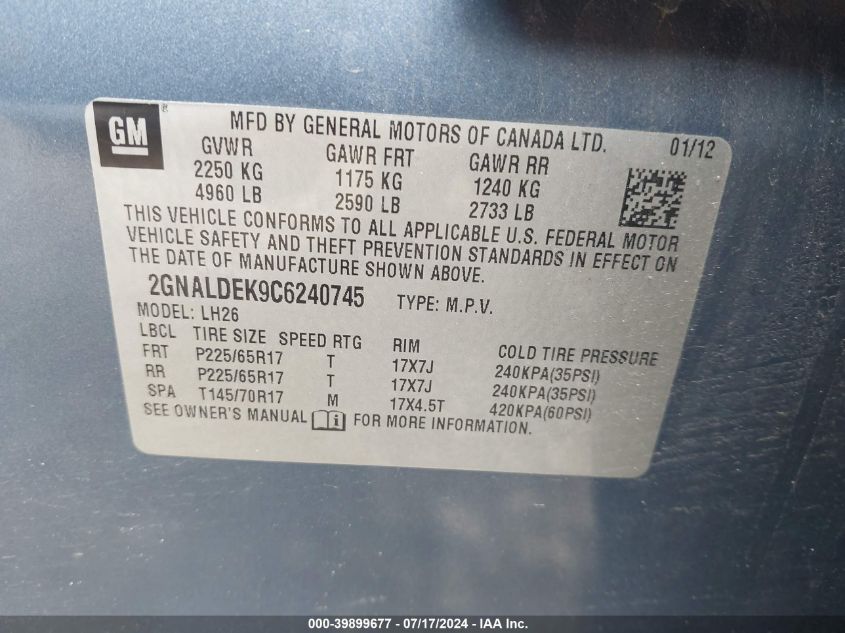 GM ®
MFD BY GENERAL MOTORS OF CANADA LTD. 01/12
GVWR GAWR FRT GAWR RR
2250 KG 1175 KG 1240 KG
4960 LB 2590 LB 2733 LB
THIS VEHICLE CONFORMS TO ALL APPLICABLE U.S. FEDERAL MOTOR
VEHICLE SAFETY AND THEFT PREVENTION STANDARDS IN EFFECT ON
THE DATE OF MANUFACTURE SHOWN ABOVE.
2GNALDEK9C6240745 TYPE: M.P.V.
MODEL: LH26
LBCL TIRE SIZE SPEED RTG RIM COLD TIRE PRESSURE
FRT P225/65R17 T 17X7J 240KPA(35PSI)
RR P225/65R17 T 17X7J 240KPA(35PSI)
SPA T145/70R17 M 17X4.5T 420KPA(60PSI)
SEE OWNER'S MANUAL FOR MORE INFORMATION.
000-39899677 - 07/17/2024 - IAA Inc.